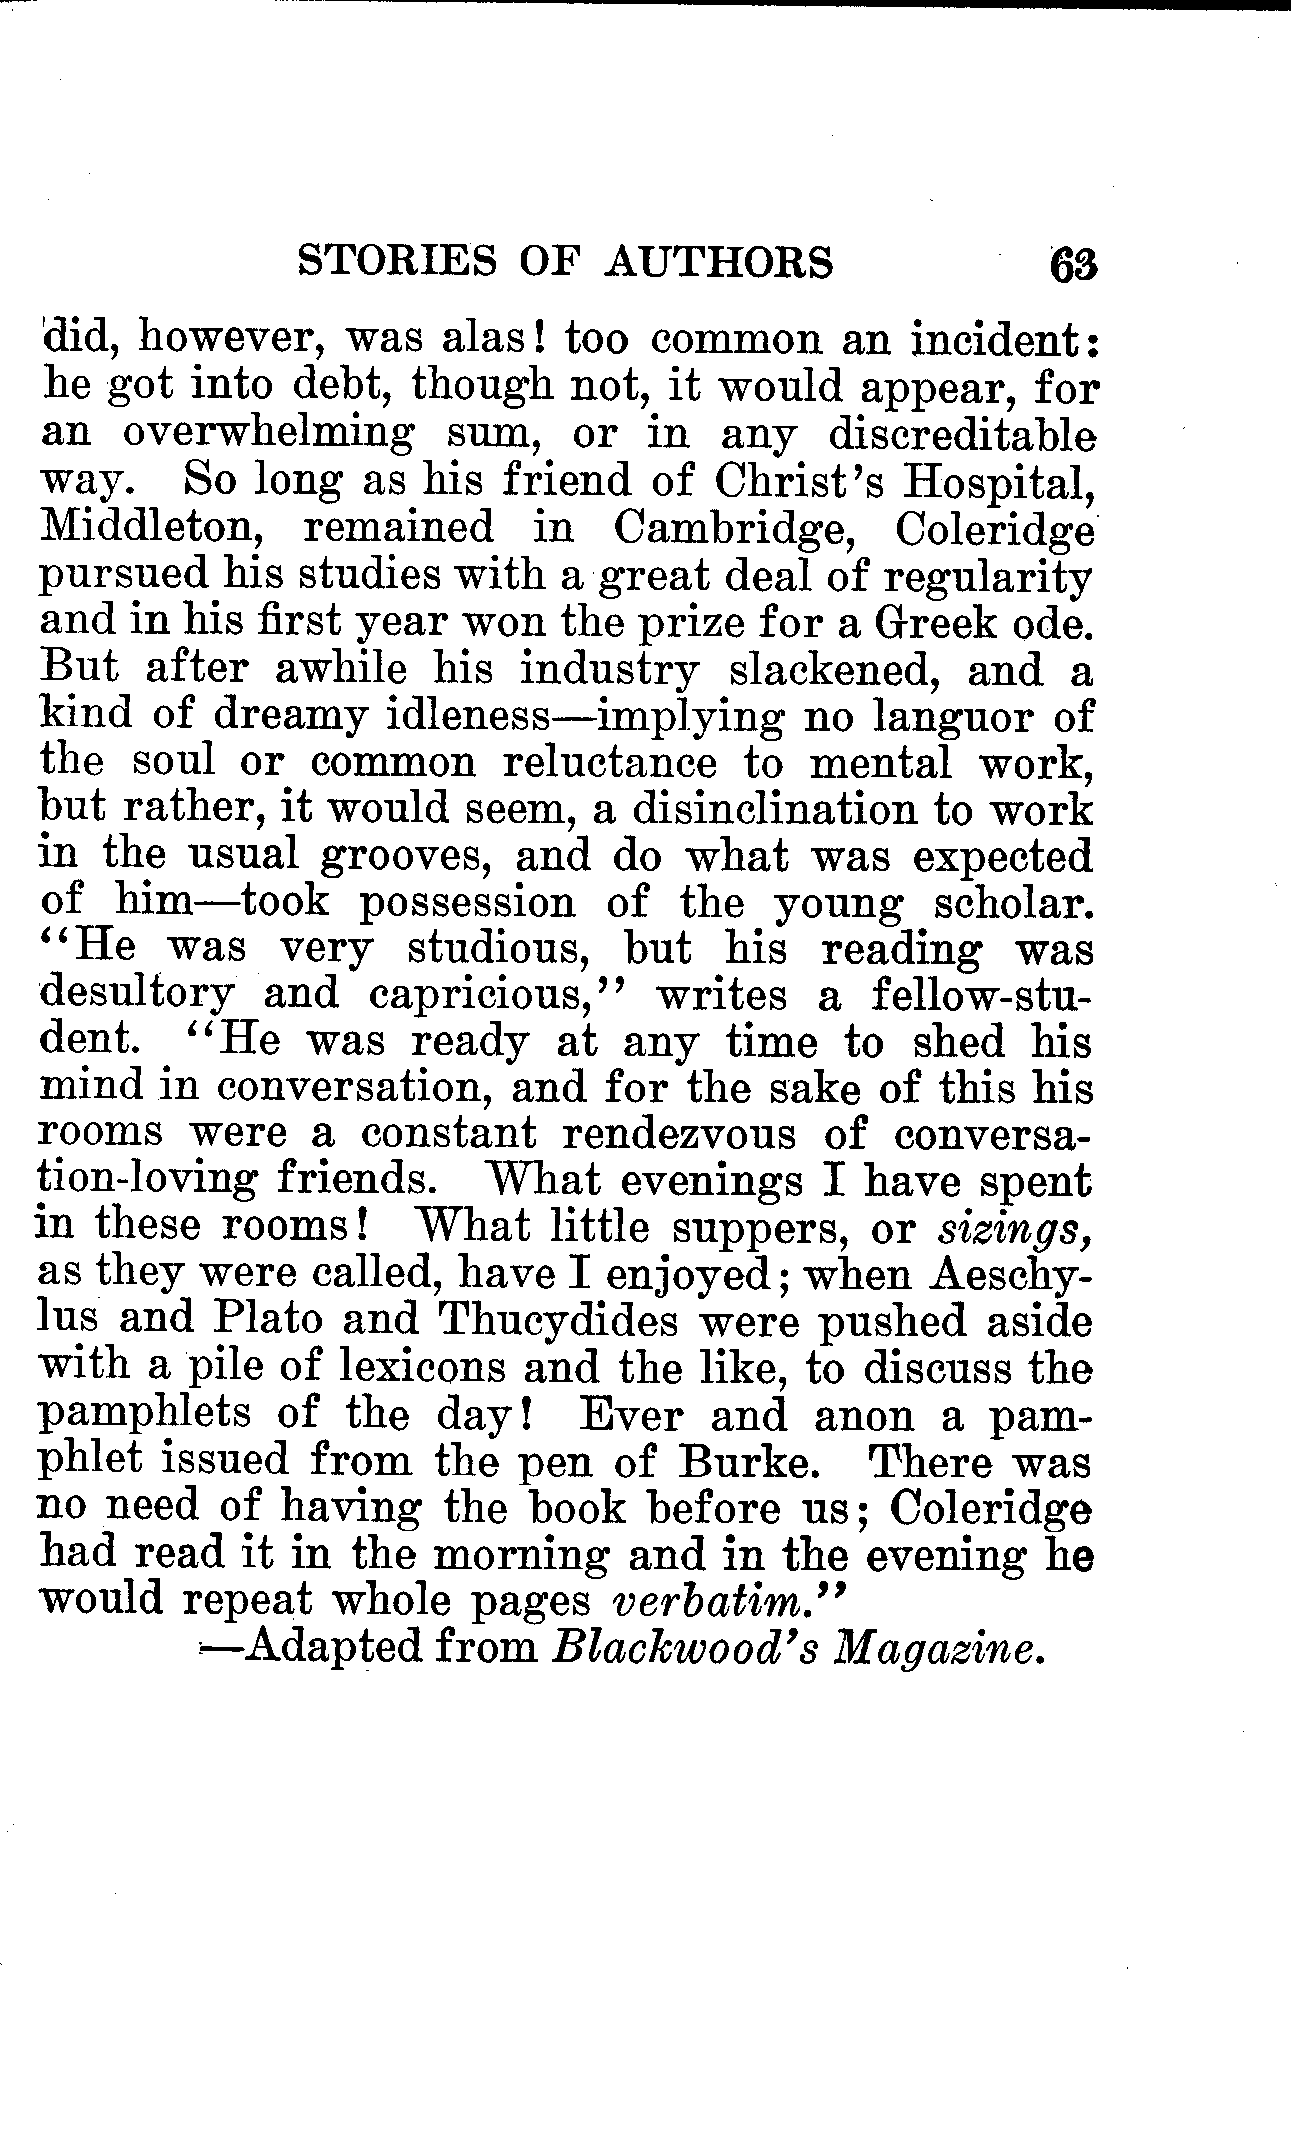 STORIES OF AUTHORS 63
did, however, was alas! too common an incident:
he got into debt, though not, it would appear, for
an overwhelming sum, or in any discreditable
way. So long as his friend of Christ's Hospital,
Middleton, remained in Cambridge, Coleridge
pursued his studies with a great deal of regularity
and in his first year won the prize for a Greek ode.
But after awhile his industry slackened, and a
kind of dreamy idleness—implying no languor of
the soul or common reluctance to mental work,
but rather, it would seem, a disinclination to work
in the usual grooves, and do what was expected
of him—took possession of the young scholar.
"He was very studious, but his reading was
desultory and capricious," writes a fellow-stu-
dent. "He was ready at any time to shed his
mind in conversation, and for the sake of this his
rooms were a constant rendezvous of conversa-
tion-loving friends. What evenings I have spent
in these rooms! What little suppers, or sizings,
as they were called, have I enjoyed; when Aeschy-
lus and Plato and Thucydides were pushed aside
with a pile of lexicons and the like, to discuss the
pamphlets of the day! Ever and anon a pam-
phlet issued from the pen of Burke. There was
no need of having the book before us; Coleridge
had read it in the morning and in the evening he
would repeat whole pages verbatim."
—Adapted from Blackwood's Magazine.